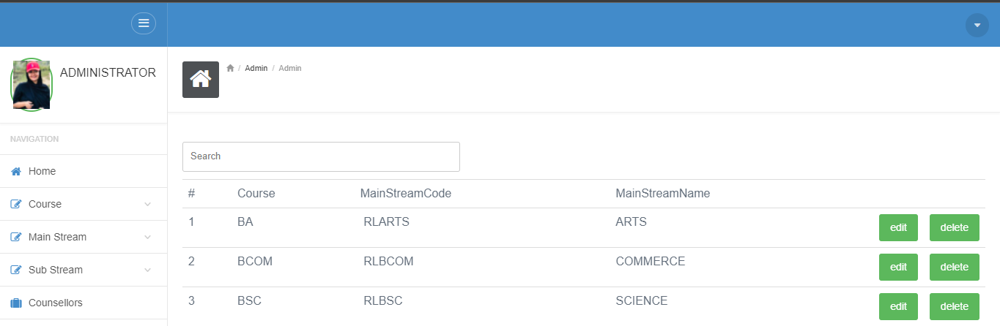 ADMINISTRATOR
/ Admin / Admin
NAVIGATION
Home
Course
Main Stream
Sub Stream
Counsellors
Search
# Course MainStreamCode MainStreamName
1 BA RLARTS ARTS edit delete
2 BCOM RLBCOM COMMERCE edit delete
3 BSC RLBSC SCIENCE edit delete